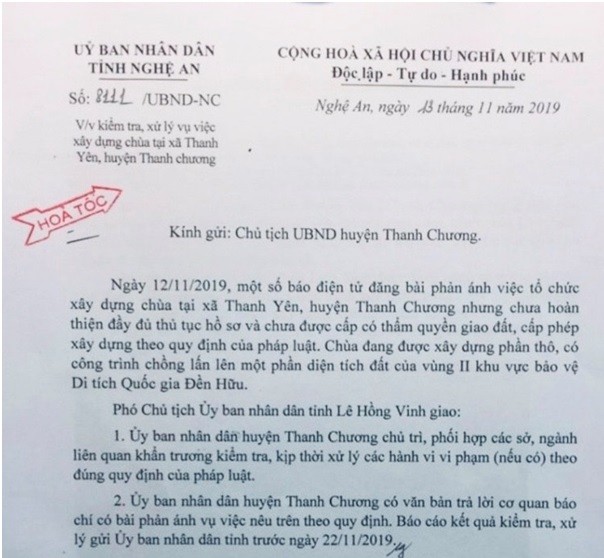 UỶ BAN NHÂN DÂN
TỈNH NGHỆ AN
CỘNG HOÀ XÃ HỘI CHỦ NGHĨA VIỆT NAM
Độc lập - Tự do - Hạnh phúc
Số: 8111 /UBND-NC
Nghệ An, ngày 13 tháng 11 năm 2019
V/v kiểm tra, xử lý vụ việc
xây dựng chùa tại xã Thanh
Yên, huyện Thanh chương
HOẢ TỐC
Kính gửi: Chủ tịch UBND huyện Thanh Chương.
Ngày 12/11/2019, một số báo điện tử đăng bài phản ánh việc tổ chức
xây dựng chùa tại xã Thanh Yên, huyện Thanh Chương nhưng chưa hoàn
thiện đầy đủ thủ tục hồ sơ và chưa được cấp có thẩm quyền giao đất, cấp phép
xây dựng theo quy định của pháp luật. Chùa đang được xây dựng phần thô, có
công trình chồng lấn lên một phần diện tích đất của vùng II khu vực bảo vệ
Di tích Quốc gia Đền Hữu.
Phó Chủ tịch Ủy ban nhân dân tỉnh Lê Hồng Vinh giao:
1. Ủy ban nhân dân huyện Thanh Chương chủ trì, phối hợp các sở, ngành
liên quan khẩn trương kiểm tra, kịp thời xử lý các hành vi vi phạm (nếu có) theo
đúng quy định của pháp luật.
2. Ủy ban nhân dân huyện Thanh Chương có văn bản trả lời cơ quan báo
chí có bài phản ánh vụ việc nêu trên theo quy định. Báo cáo kết quả kiểm tra, xử
lý gửi Ủy ban nhân dân tỉnh trước ngày 22/11/2019.